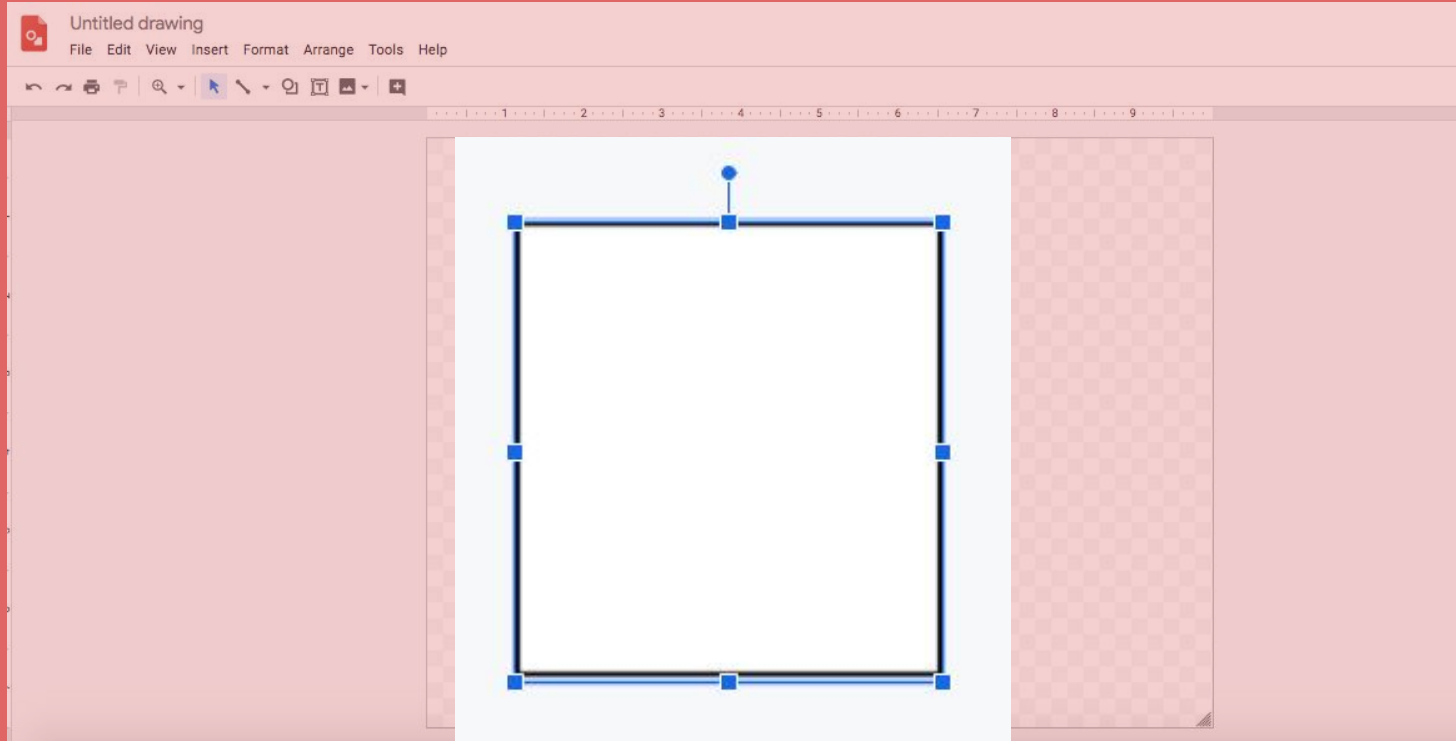 Untitled drawing
File Edit View Insert Format Arrange Tools Help
1 2 3 4 5 6 7 8 9